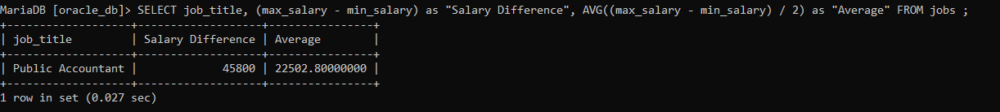 MariaDB [oracle_db]> SELECT job_title, (max_salary - min_salary) as "Salary Difference", AVG((max_salary - min_salary) / 2) as "Average" FROM jobs ;
+-------------------+-------------------+----------------+
| job_title         | Salary Difference | Average        |
+-------------------+-------------------+----------------+
| Public Accountant |             45800 | 22502.80000000 |
+-------------------+-------------------+----------------+
1 row in set (0.027 sec)